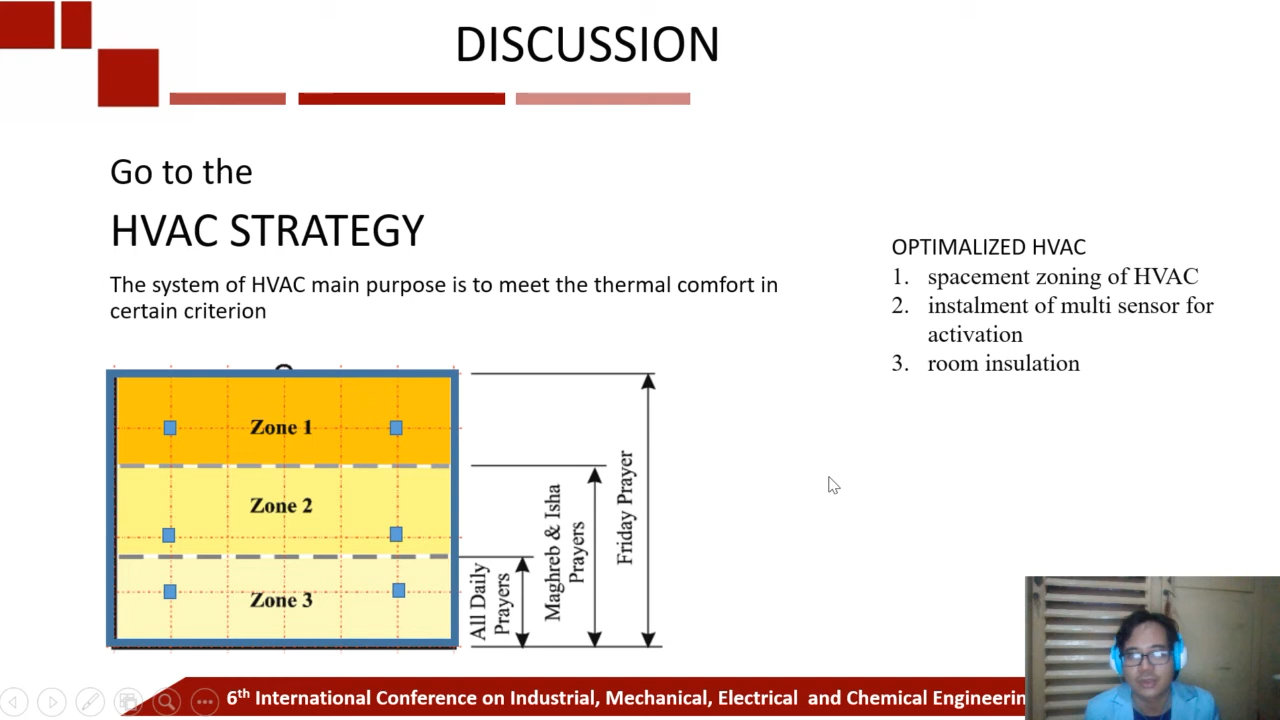 DISCUSSION
Go to the
HVAC STRATEGY
The system of HVAC main purpose is to meet the thermal comfort in
certain criterion
OPTIMALIZED HVAC
1. spacement zoning of HVAC
2. instalment of multi sensor for
activation
3. room insulation
Zone 1
Zone 2
Zone 3
All Daily
Prayers
Maghreb & Isha
Prayers
Friday Prayer
6th International Conference on Industrial, Mechanical, Electrical and Chemical Engineerin